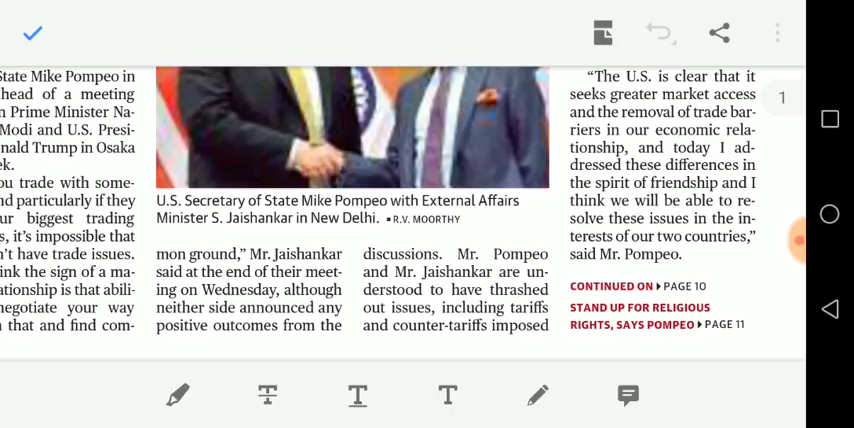 State Mike Pompeo in
head of a meeting
Prime Minister Na-
Modi and U.S. Presi-
nald Trump in Osaka
ek.
ou trade with some-
nd particularly if they
ur biggest trading
s, it's impossible that
n't have trade issues.
ink the sign of a ma-
ationship is that abili-
negotiate your way
that and find com-
U.S. Secretary of State Mike Pompeo with External Affairs
Minister S. Jaishankar in New Delhi. ▪ R.V. MOORTHY
mon ground,” Mr. Jaishankar
said at the end of their meet-
ing on Wednesday, although
neither side announced any
positive outcomes from the
discussions. Mr. Pompeo
and Mr. Jaishankar are un-
derstood to have thrashed
out issues, including tariffs
and counter-tariffs imposed
“The U.S. is clear that it
seeks greater market access
and the removal of trade bar-
riers in our economic rela-
tionship, and today I ad-
dressed these differences in
the spirit of friendship and I
think we will be able to re-
solve these issues in the in-
terests of our two countries,”
said Mr. Pompeo.
CONTINUED ON ▸ PAGE 10
STAND UP FOR RELIGIOUS
RIGHTS, SAYS POMPEO ▸ PAGE 11
1
T T T